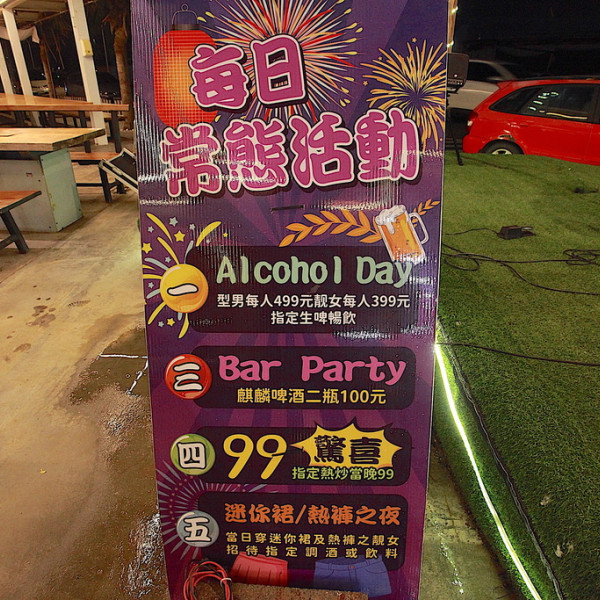 每日
常態活動
一
Alcohol Day
型男每人499元靚女每人399元
指定生啤暢飲
三
Bar Party
麒麟啤酒二瓶100元
四
99 驚喜
指定熱炒當晚99
五
迷你裙/熱褲之夜
當日穿迷你裙及熱褲之靚女
招待指定調酒或飲料